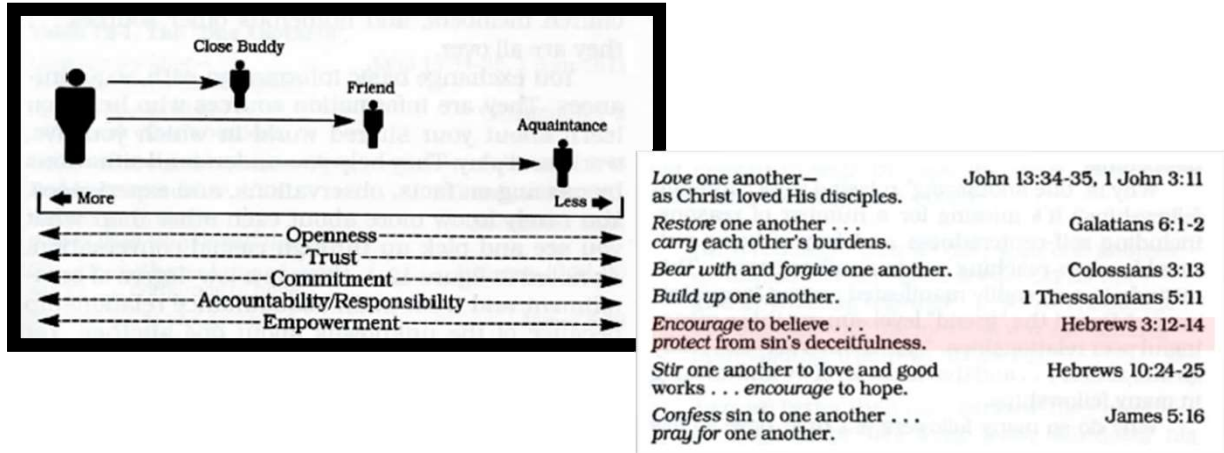 Close Buddy
Friend
Aquaintance
More
Less
Openness
Trust
Commitment
Accountability/Responsibility
Empowerment
Love one another— John 13:34-35, 1. John 3:11
as Christ loved His disciples.
Restore one another . . . Galatians 6:1-2
carry each other's burdens.
Bear with and forgive one another. Colossians 3:13
Build up one another. 1 Thessalonians 5:11
Encourage to believe . . . Hebrews 3:12-14
protect from sin's deceitfulness.
Stir one another to love and good Hebrews 10:24-25
works . . . encourage to hope.
Confess sin to one another . . . James 5:16
pray for one another.